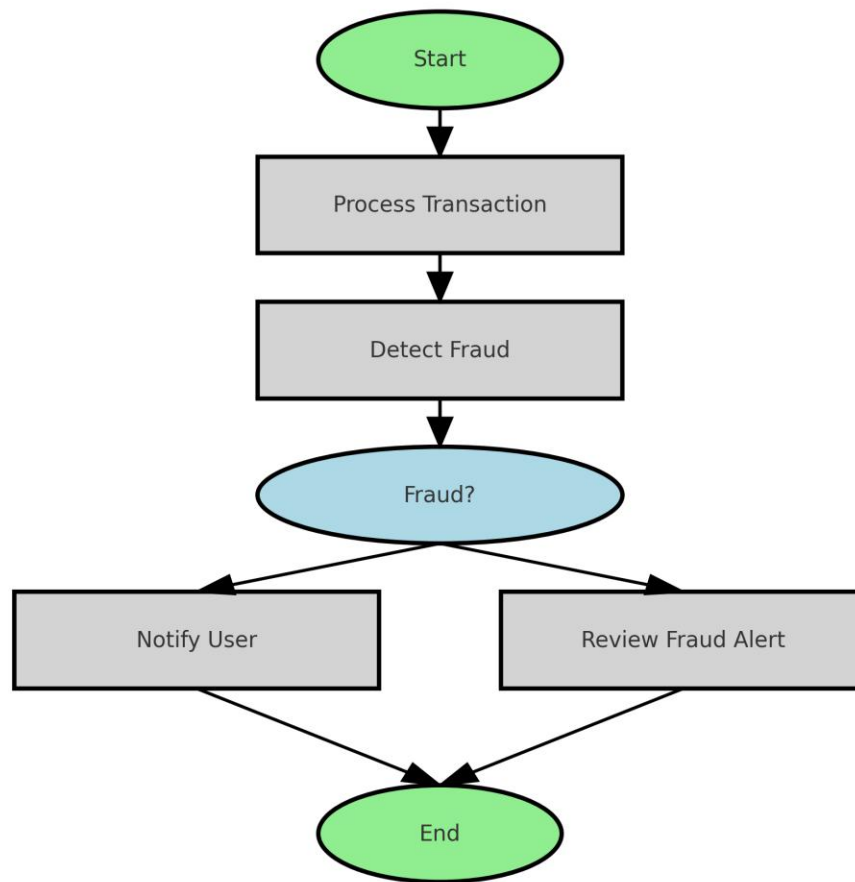 Start
Process Transaction
Detect Fraud
Fraud?
Notify User
Review Fraud Alert
End